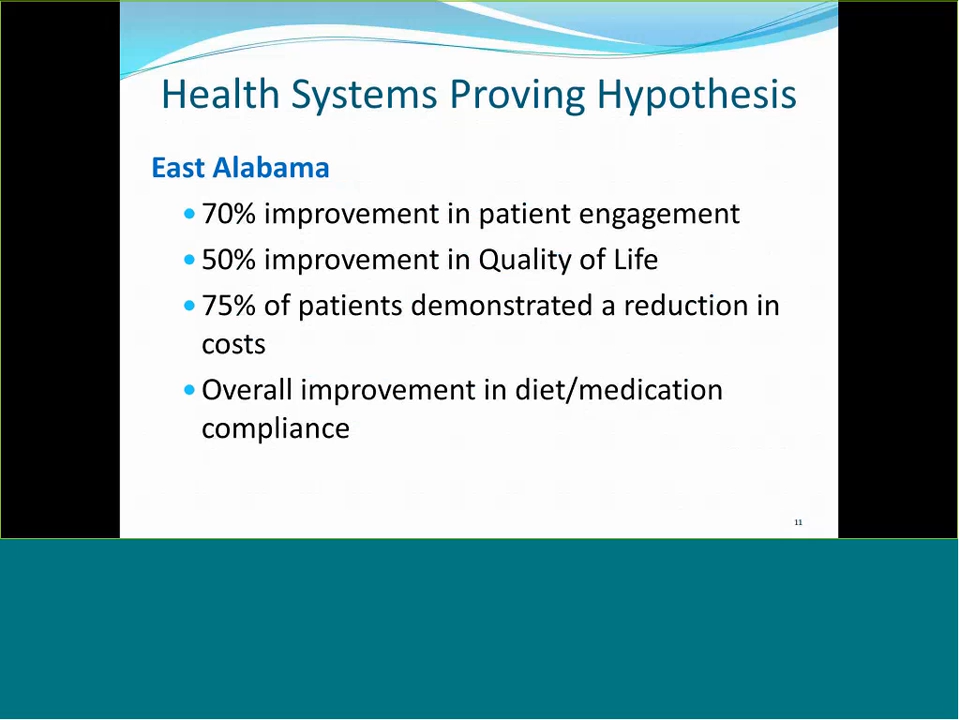 Health Systems Proving Hypothesis
East Alabama
• 70% improvement in patient engagement
• 50% improvement in Quality of Life
• 75% of patients demonstrated a reduction in
costs
• Overall improvement in diet/medication
compliance
11